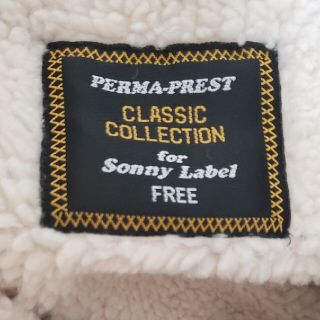 PERMA-PREST
CLASSIC
COLLECTION
for
Sonny Label
FREE